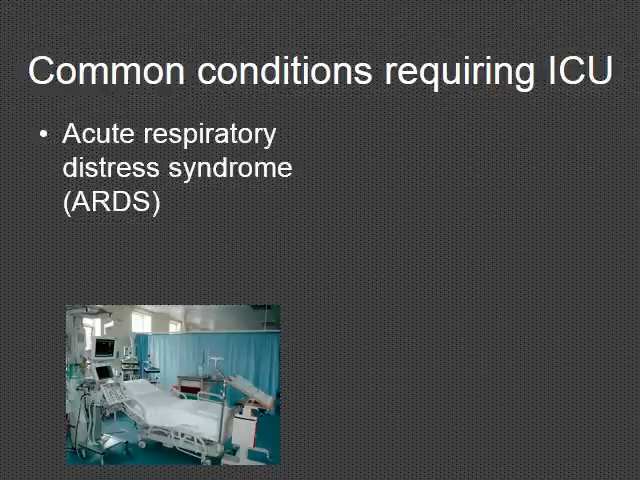 Common conditions requiring ICU
• Acute respiratory
distress syndrome
(ARDS)